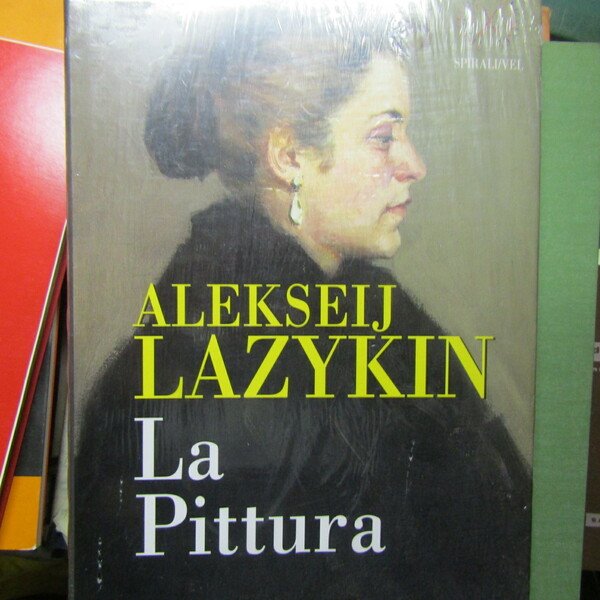 SPIRALI/VEL
ALEKSEIJ
LAZYKIN
La
Pittura